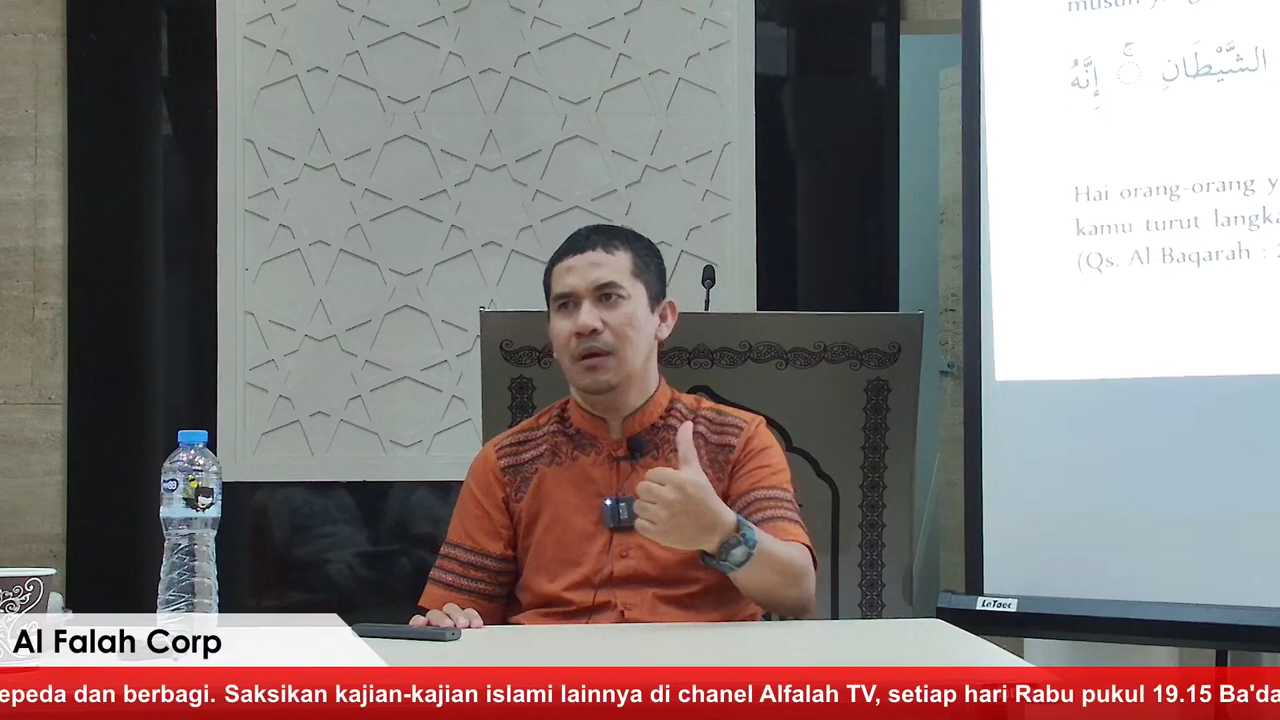 الشَّيْطَانِ ۚ إِنَّهُ
Hai orang-orang y
kamu turut langka
(Qs. Al Baqarah :
LaTaec
Al Falah Corp
epeda dan berbagi. Saksikan kajian-kajian islami lainnya di chanel Alfalah TV, setiap hari Rabu pukul 19.15 Ba'da